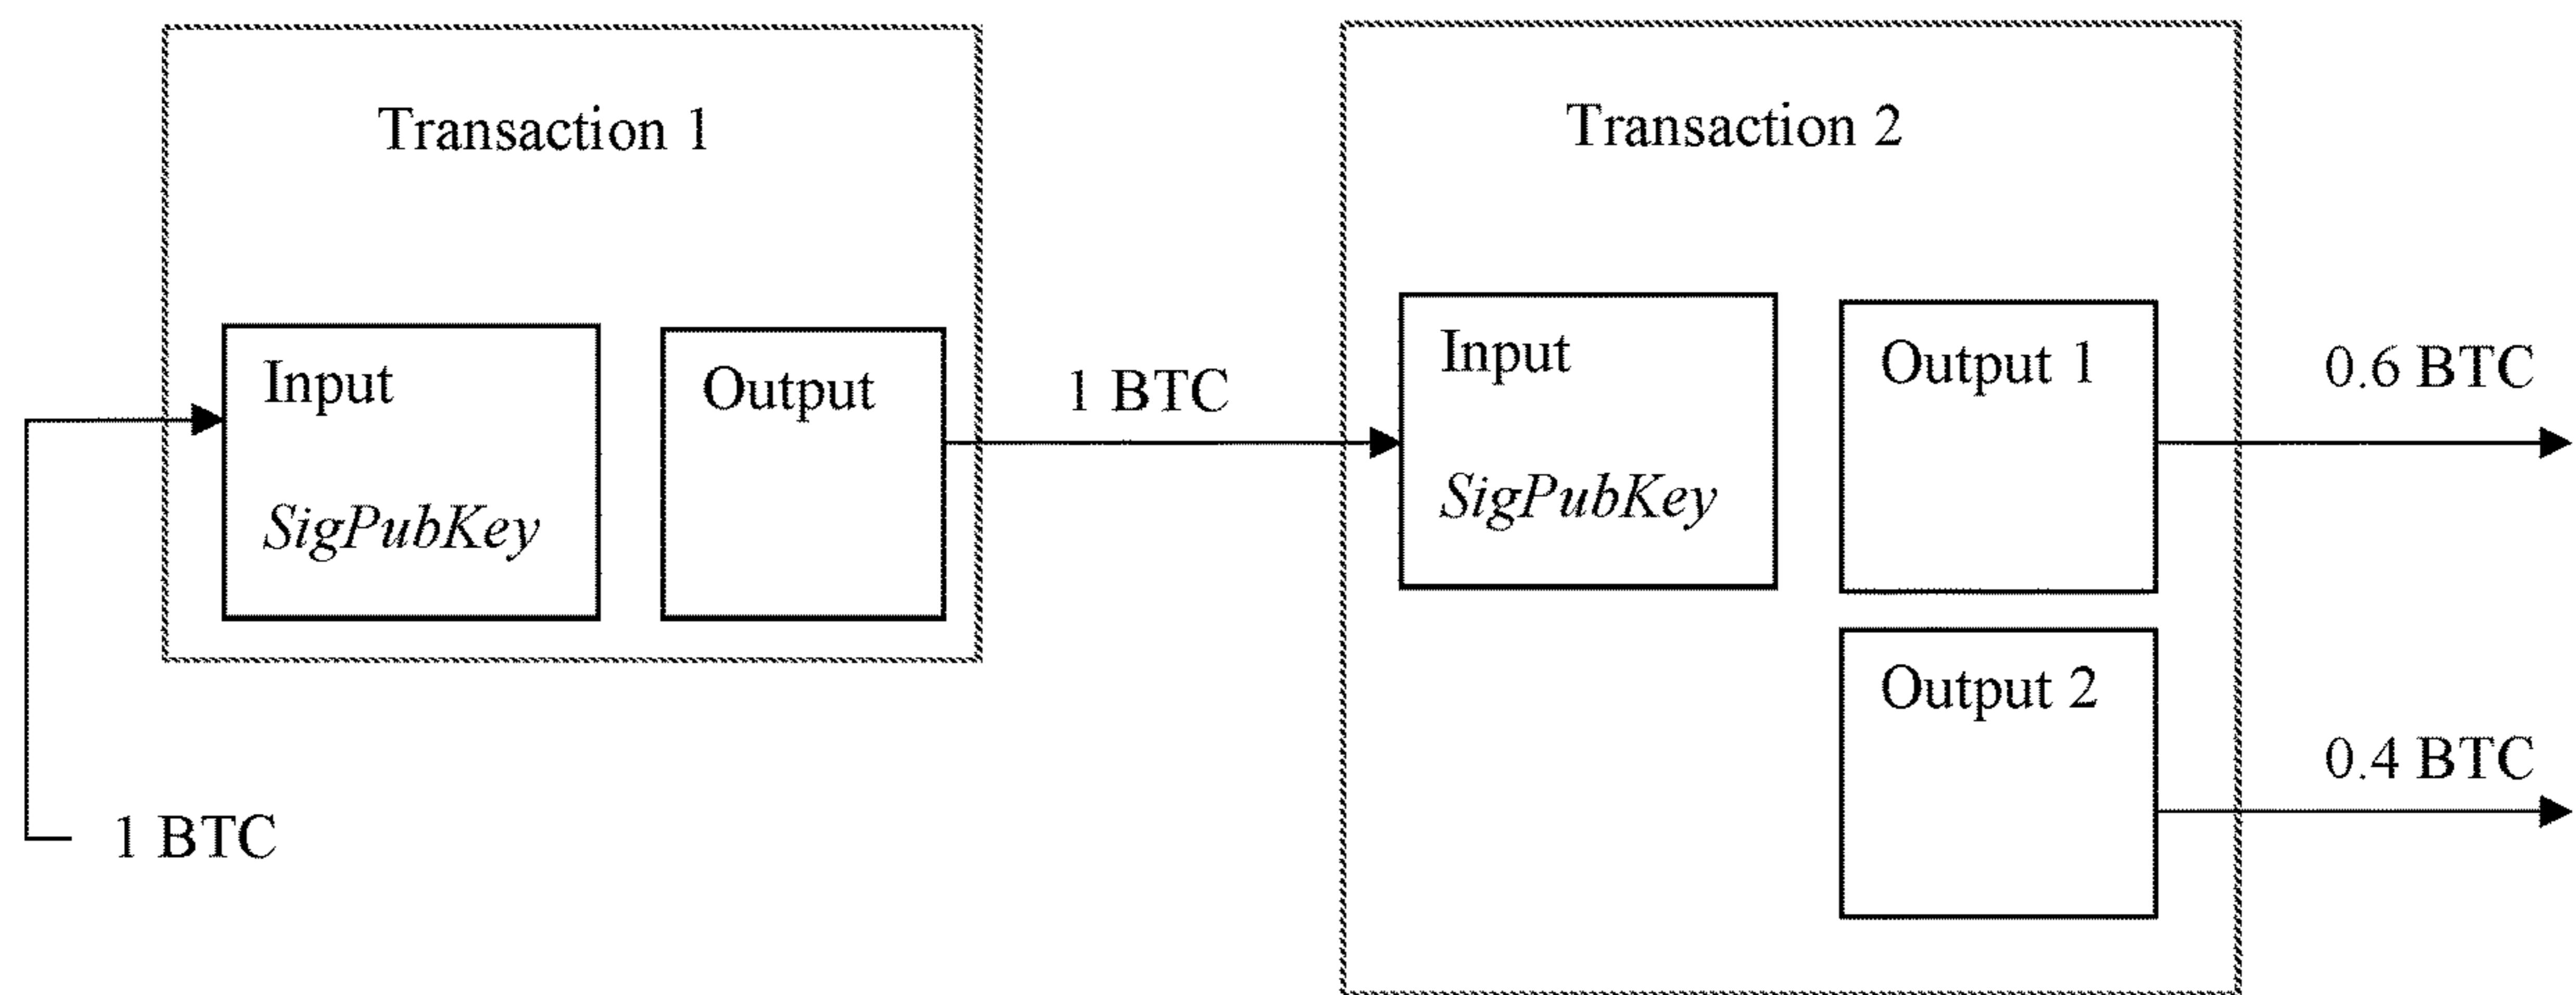 Transaction 1
Input
SigPubKey
Output
1 BTC
1 BTC
Transaction 2
Input
SigPubKey
Output 1
Output 2
0.6 BTC
0.4 BTC